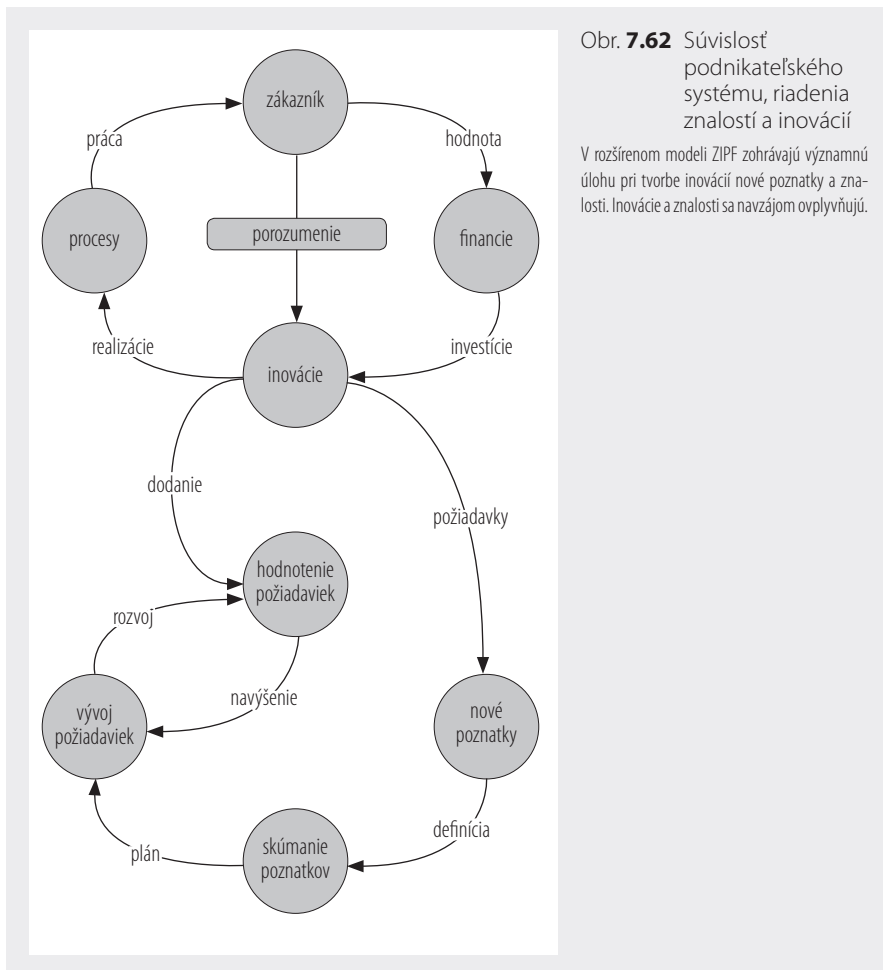 Obr. 7.62 Súvislosť
podnikateľského
systému, riadenia
znalostí a inovácií
V rozšírenom modeli ZIPF zohrávajú významnú
úlohu pri tvorbe inovácií nové poznatky a zna-
losti. Inovácie a znalosti sa navzájom ovplyvňujú.
zákazník
práca
hodnota
procesy
porozumenie
financie
realizácie
investície
inovácie
dodanie
požiadavky
hodnotenie
požiadaviek
rozvoj
navýšenie
vývoj
požiadaviek
nové
poznatky
definícia
plán
skúmanie
poznatkov